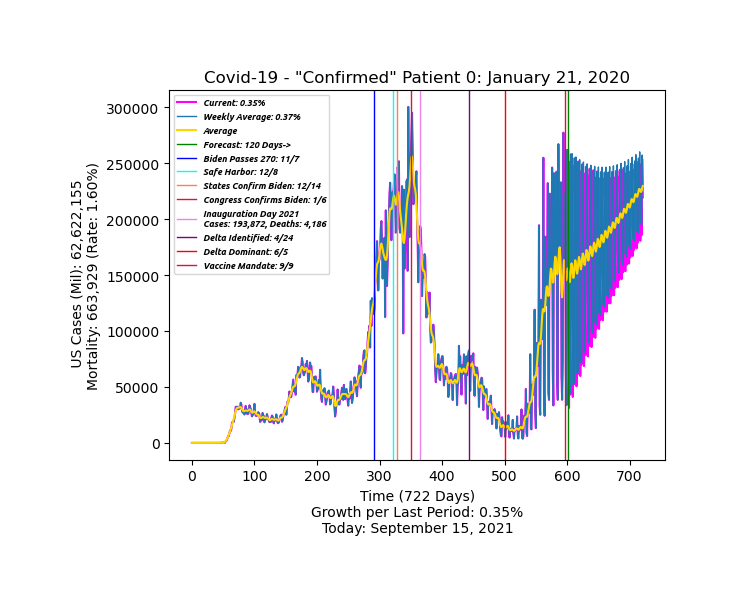 Covid-19 - "Confirmed" Patient 0: January 21, 2020
Current: 0.35%
Weekly Average: 0.37%
Average
Forecast: 120 Days->
Biden Passes 270: 11/7
Safe Harbor: 12/8
States Confirm Biden: 12/14
Congress Confirms Biden: 1/6
Inauguration Day 2021
Cases: 193,872, Deaths: 4,186
Delta Identified: 4/24
Delta Dominant: 6/5
Vaccine Mandate: 9/9
US Cases (Mil): 62,622,155
Mortality: 663,929 (Rate: 1.60%)
300000
250000
200000
150000
100000
50000
0
0 100 200 300 400 500 600 700
Time (722 Days)
Growth per Last Period: 0.35%
Today: September 15, 2021